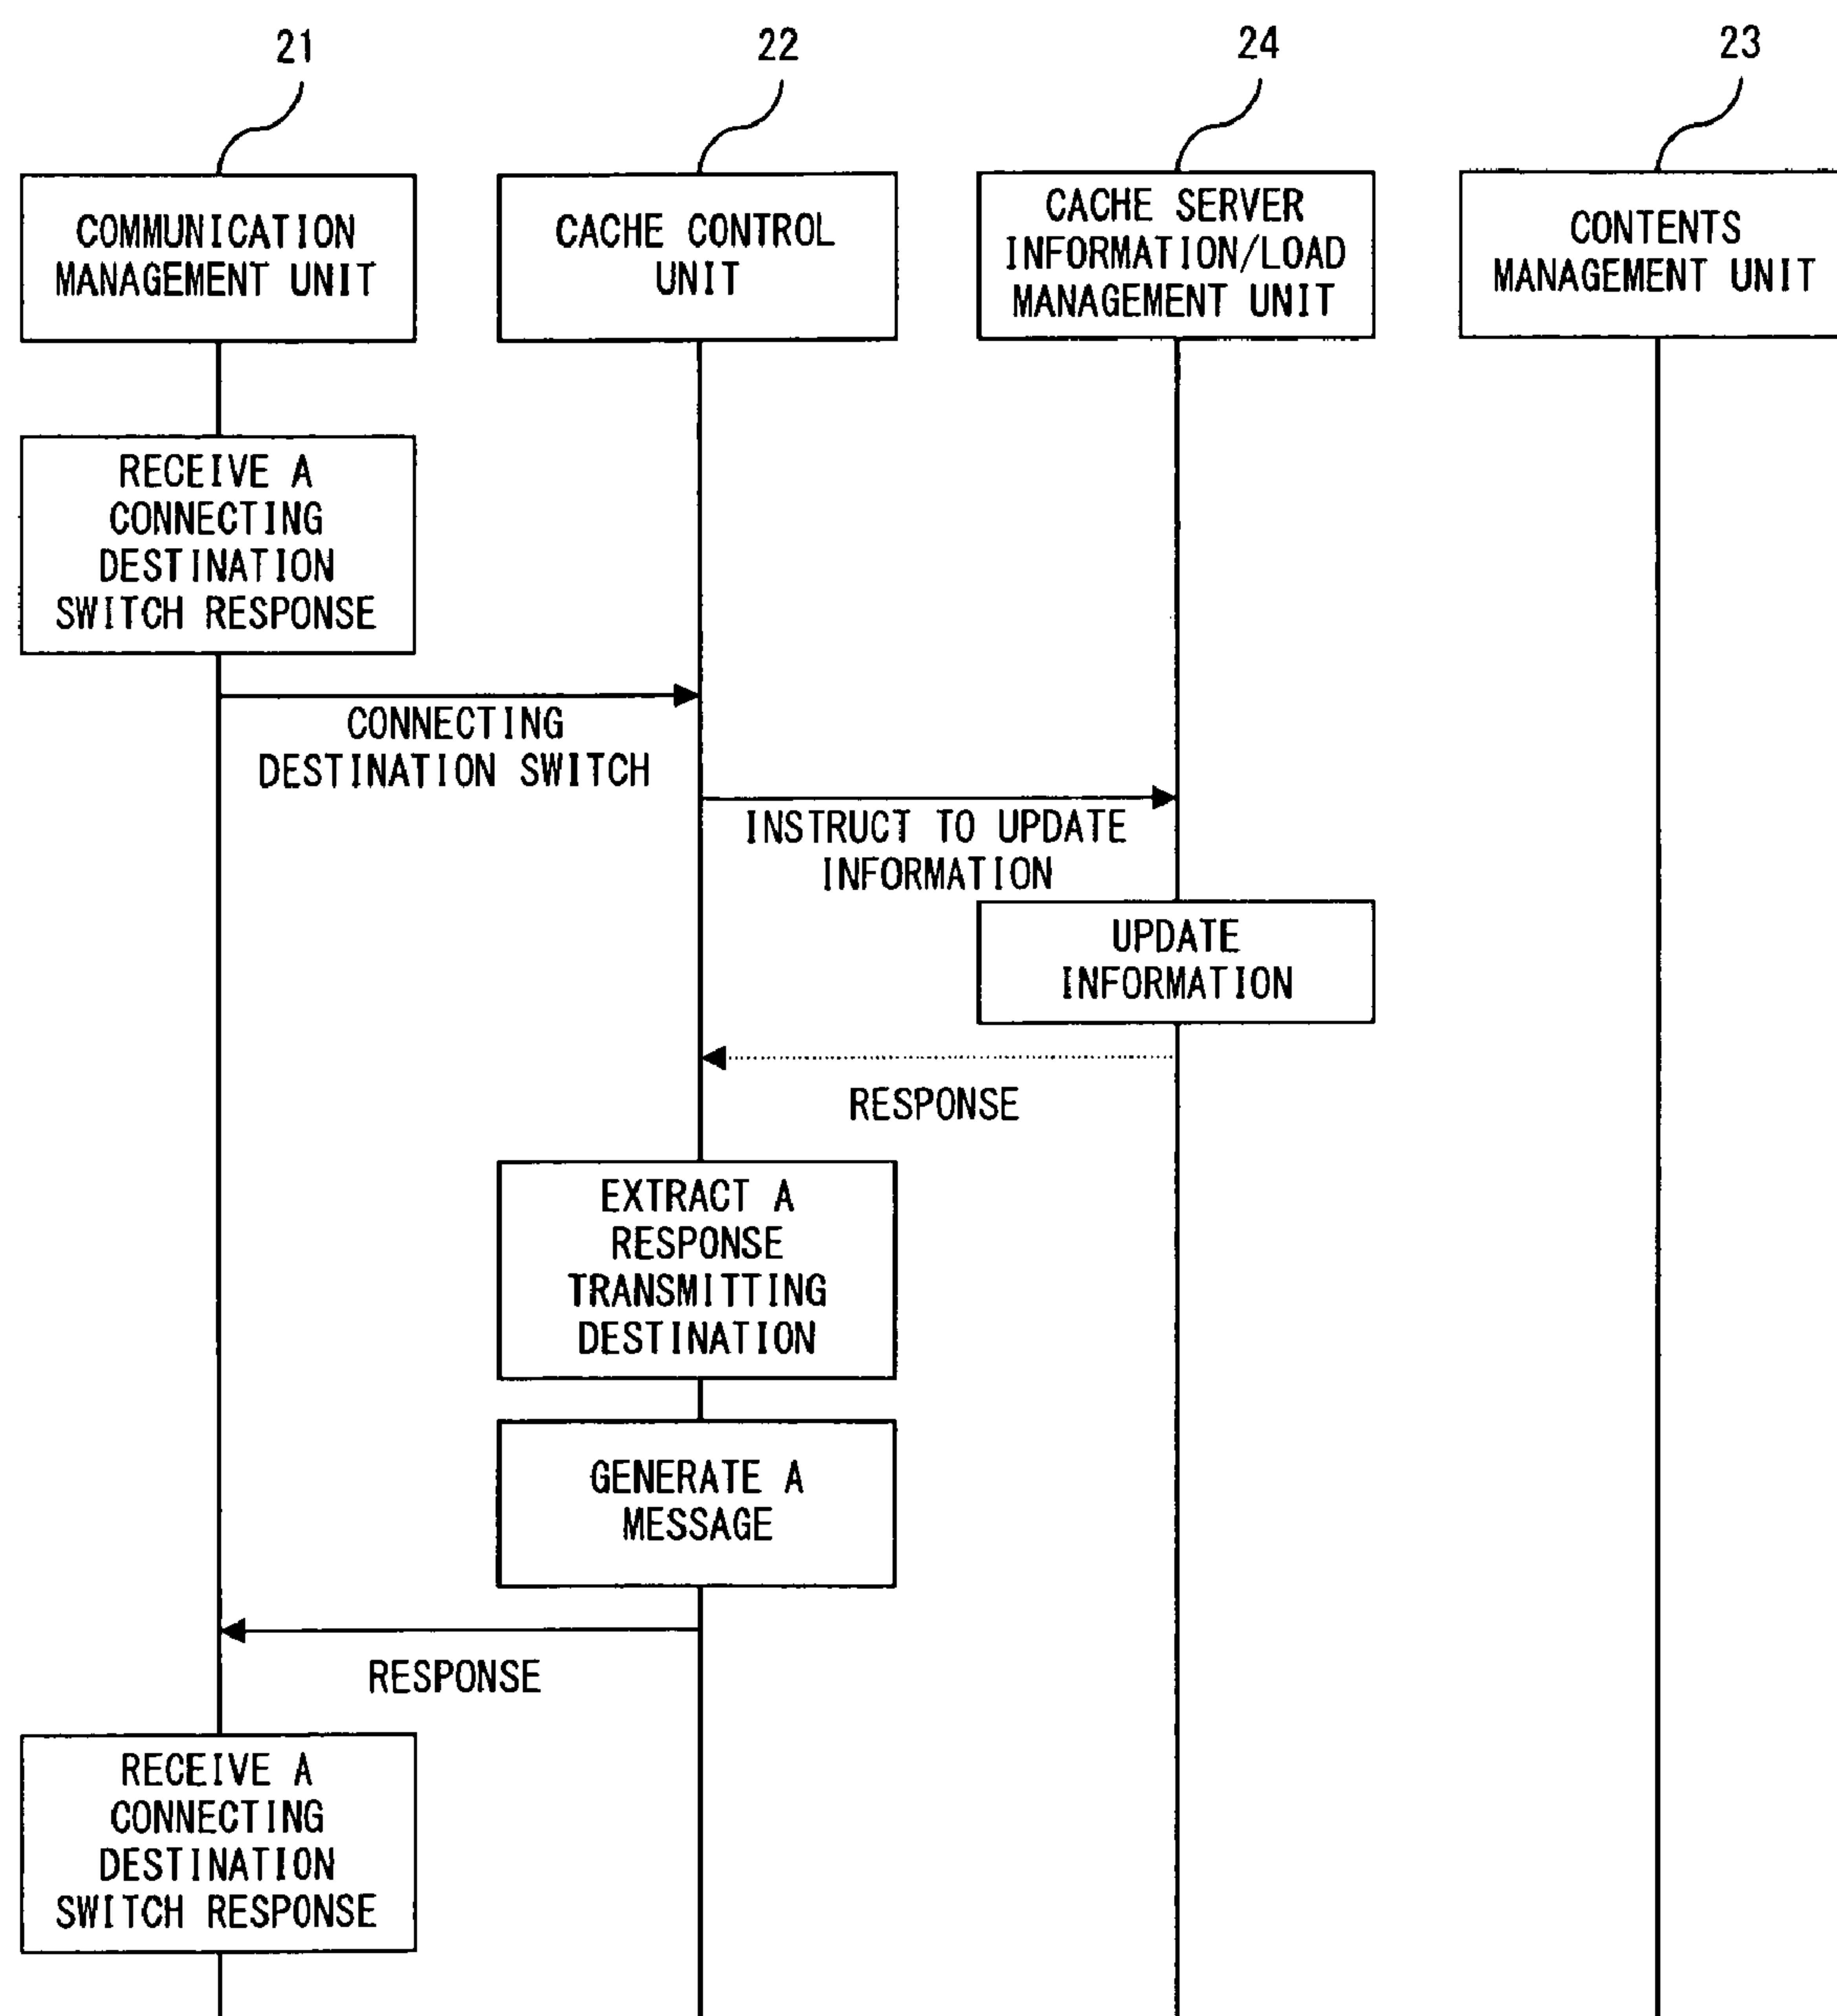 21
22
24
23
COMMUNICATION
MANAGEMENT UNIT
CACHE CONTROL
UNIT
CACHE SERVER
INFORMATION/LOAD
MANAGEMENT UNIT
CONTENTS
MANAGEMENT UNIT
RECEIVE A
CONNECTING
DESTINATION
SWITCH RESPONSE
CONNECTING
DESTINATION SWITCH
INSTRUCT TO UPDATE
INFORMATION
UPDATE
INFORMATION
RESPONSE
EXTRACT A
RESPONSE
TRANSMITTING
DESTINATION
GENERATE A
MESSAGE
RESPONSE
RECEIVE A
CONNECTING
DESTINATION
SWITCH RESPONSE